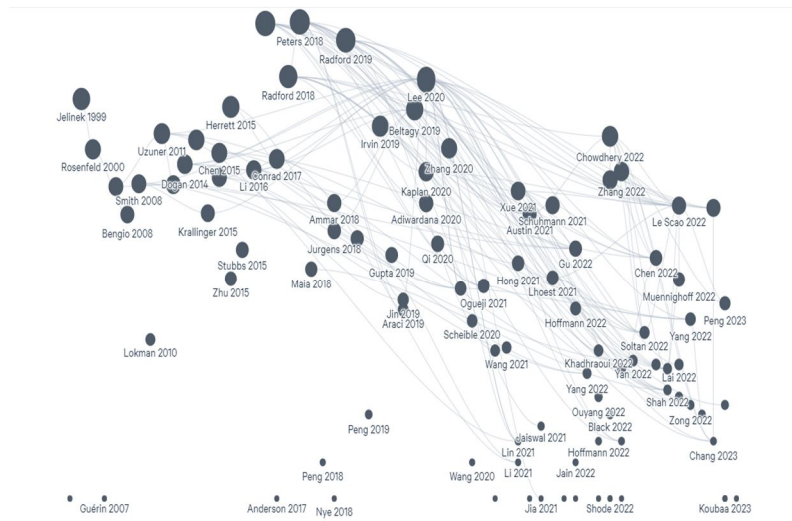 Peters 2018
Radford 2019
Radford 2018
Lee 2020
Jelinek 1999
Herrett 2015
Beltagy 2019
Irvin 2019
Uzuner 2011
Chowdhery 2022
Rosenfeld 2000
Chen 2015
Zhang 2020
Conrad 2017
Dogan 2014
Li 2016
Kaplan 2020
Zhang 2022
Smith 2008
Xue 2021
Ammar 2018
Adiwardana 2020
Schuhmann 2021
Le Scao 2022
Bengio 2008
Krallinger 2015
Austin 2021
Jurgens 2018
Qi 2020
Stubbs 2015
Gupta 2019
Gu 2022
Chen 2022
Maia 2018
Hong 2021
Zhu 2015
Lhoest 2021
Muennighoff 2022
Ogueji 2021
Jin 2019
Araci 2019
Hoffmann 2022
Peng 2023
Scheible 2020
Yang 2022
Soltan 2022
Lokman 2010
Wang 2021
Khadhraoui 2022
Yan 2022
Lai 2022
Yang 2022
Shah 2022
Ouyang 2022
Zong 2022
Peng 2019
Black 2022
Jaiswal 2021
Lin 2021
Hoffmann 2022
Chang 2023
Peng 2018
Wang 2020
Li 2021
Jain 2022
Guérin 2007
Anderson 2017
Nye 2018
Jia 2021
Shode 2022
Koubaa 2023